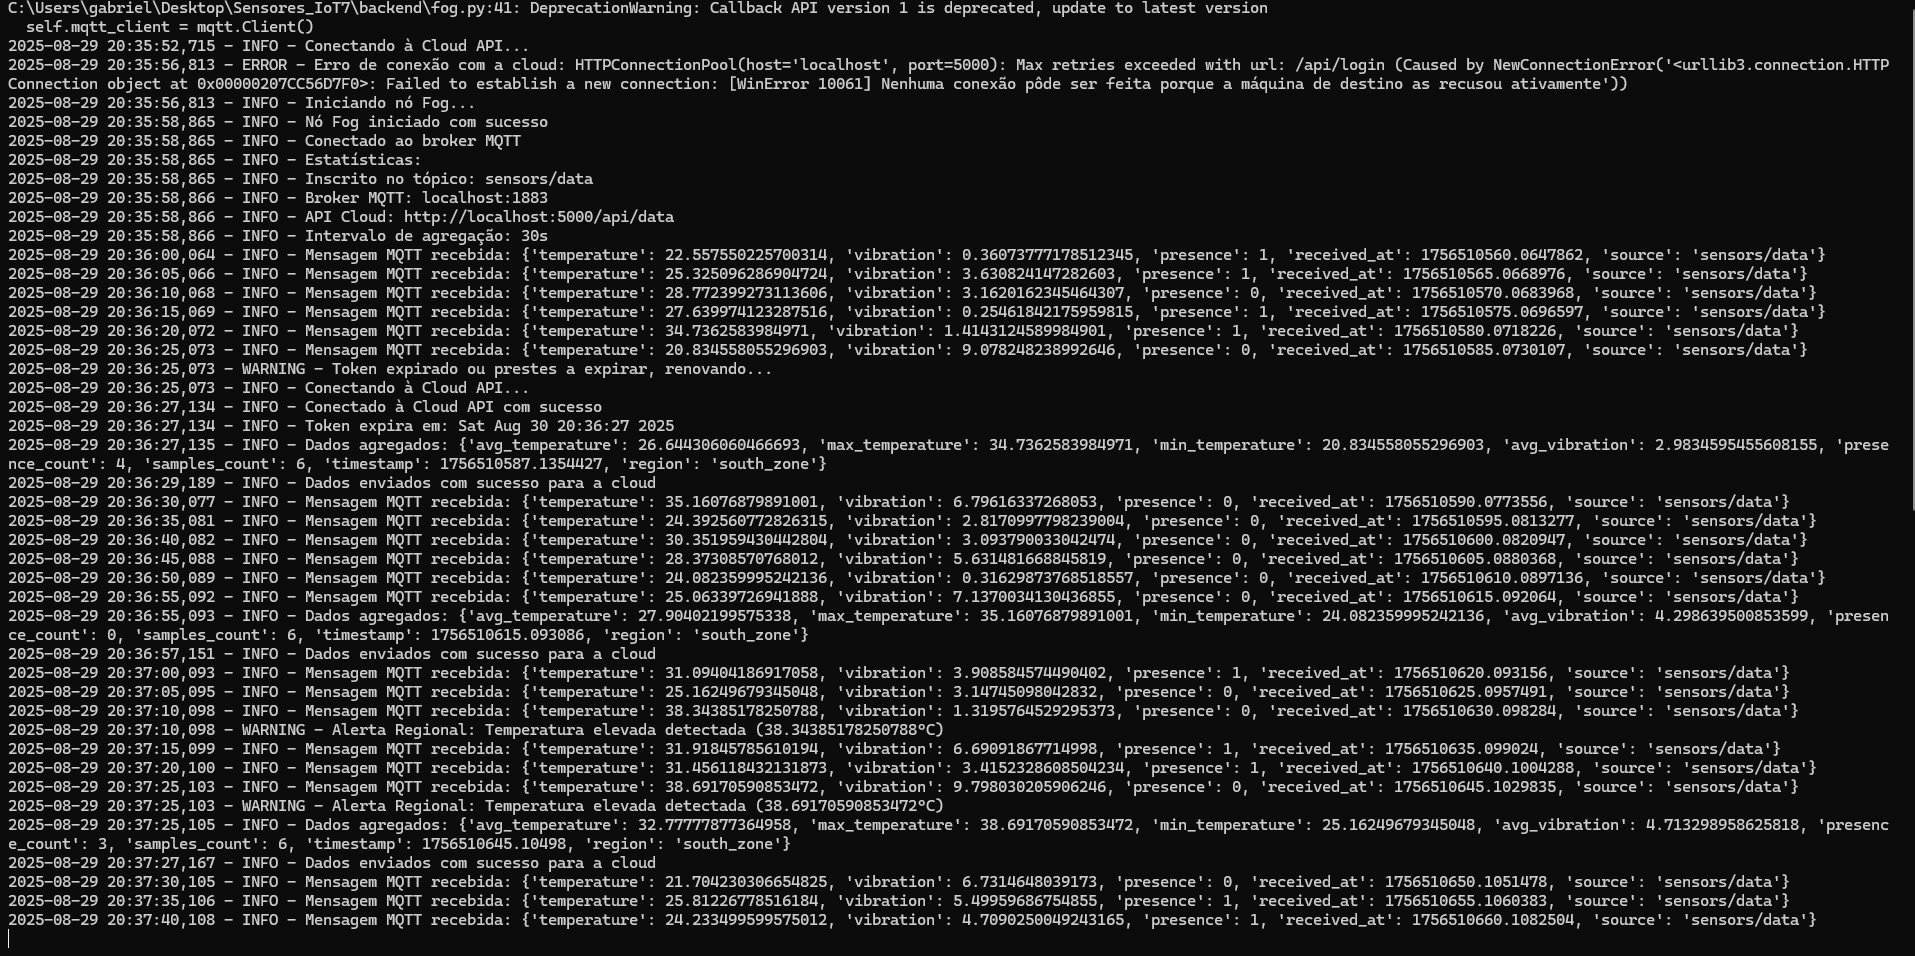 C:\Users\gabriel\Desktop\Sensores_IoT7\backend\fog.py:41: DeprecationWarning: Callback API version 1 is deprecated, update to latest version
  self.mqtt_client = mqtt.Client()
2025-08-29 20:35:52,715 - INFO - Conectando à Cloud API...
2025-08-29 20:35:56,813 - ERROR - Erro de conexão com a cloud: HTTPConnectionPool(host='localhost', port=5000): Max retries exceeded with url: /api/login (Caused by NewConnectionError('<urllib3.connection.HTTP
Connection object at 0x00000207CC56D7F0>: Failed to establish a new connection: [WinError 10061] Nenhuma conexão pôde ser feita porque a máquina de destino as recusou ativamente'))
2025-08-29 20:35:56,813 - INFO - Iniciando nó Fog...
2025-08-29 20:35:58,865 - INFO - Nó Fog iniciado com sucesso
2025-08-29 20:35:58,865 - INFO - Conectado ao broker MQTT
2025-08-29 20:35:58,865 - INFO - Estatísticas:
2025-08-29 20:35:58,865 - INFO - Inscrito no tópico: sensors/data
2025-08-29 20:35:58,866 - INFO - Broker MQTT: localhost:1883
2025-08-29 20:35:58,866 - INFO - API Cloud: http://localhost:5000/api/data
2025-08-29 20:35:58,866 - INFO - Intervalo de agregação: 30s
2025-08-29 20:36:00,064 - INFO - Mensagem MQTT recebida: {'temperature': 22.557550225700314, 'vibration': 0.3607377717851​2345, 'presence': 1, 'received_at': 1756510560.0647862, 'source': 'sensors/data'}
2025-08-29 20:36:05,066 - INFO - Mensagem MQTT recebida: {'temperature': 25.325096286904724, 'vibration': 3.630824147282603, 'presence': 1, 'received_at': 1756510565.0668976, 'source': 'sensors/data'}
2025-08-29 20:36:10,068 - INFO - Mensagem MQTT recebida: {'temperature': 28.772399273113606, 'vibration': 3.1620162345464307, 'presence': 0, 'received_at': 1756510570.0683968, 'source': 'sensors/data'}
2025-08-29 20:36:15,069 - INFO - Mensagem MQTT recebida: {'temperature': 27.639974123287516, 'vibration': 0.25461842175959815, 'presence': 1, 'received_at': 1756510575.0696597, 'source': 'sensors/data'}
2025-08-29 20:36:20,072 - INFO - Mensagem MQTT recebida: {'temperature': 34.7362583984971, 'vibration': 1.4143124589984901, 'presence': 1, 'received_at': 1756510580.0718226, 'source': 'sensors/data'}
2025-08-29 20:36:25,073 - INFO - Mensagem MQTT recebida: {'temperature': 20.834558055296903, 'vibration': 9.078248238992646, 'presence': 0, 'received_at': 1756510585.0730107, 'source': 'sensors/data'}
2025-08-29 20:36:25,073 - WARNING - Token expirado ou prestes a expirar, renovando...
2025-08-29 20:36:25,073 - INFO - Conectando à Cloud API...
2025-08-29 20:36:27,134 - INFO - Conectado à Cloud API com sucesso
2025-08-29 20:36:27,134 - INFO - Token expira em: Sat Aug 30 20:36:27 2025
2025-08-29 20:36:27,135 - INFO - Dados agregados: {'avg_temperature': 26.644306060466693, 'max_temperature': 34.7362583984971, 'min_temperature': 20.834558055296903, 'avg_vibration': 2.9834595455608155, 'prese
nce_count': 4, 'samples_count': 6, 'timestamp': 1756510587.1354427, 'region': 'south_zone'}
2025-08-29 20:36:29,189 - INFO - Dados enviados com sucesso para a cloud
2025-08-29 20:36:30,077 - INFO - Mensagem MQTT recebida: {'temperature': 35.16076879891001, 'vibration': 6.79616337268053, 'presence': 0, 'received_at': 1756510590.0773556, 'source': 'sensors/data'}
2025-08-29 20:36:35,081 - INFO - Mensagem MQTT recebida: {'temperature': 24.392560772826315, 'vibration': 2.8170997798239004, 'presence': 0, 'received_at': 1756510595.0813277, 'source': 'sensors/data'}
2025-08-29 20:36:40,082 - INFO - Mensagem MQTT recebida: {'temperature': 30.351959430442804, 'vibration': 3.093790033042474, 'presence': 0, 'received_at': 1756510600.0820947, 'source': 'sensors/data'}
2025-08-29 20:36:45,088 - INFO - Mensagem MQTT recebida: {'temperature': 28.37308570768012, 'vibration': 5.631481668845819, 'presence': 0, 'received_at': 1756510605.0880368, 'source': 'sensors/data'}
2025-08-29 20:36:50,089 - INFO - Mensagem MQTT recebida: {'temperature': 24.082359995242136, 'vibration': 0.31629873768518557, 'presence': 0, 'received_at': 1756510610.0897136, 'source': 'sensors/data'}
2025-08-29 20:36:55,092 - INFO - Mensagem MQTT recebida: {'temperature': 25.06339726941888, 'vibration': 7.1370034130436855, 'presence': 0, 'received_at': 1756510615.092064, 'source': 'sensors/data'}
2025-08-29 20:36:55,093 - INFO - Dados agregados: {'avg_temperature': 27.90402199575338, 'max_temperature': 35.16076879891001, 'min_temperature': 24.082359995242136, 'avg_vibration': 4.298639500853599, 'presen
ce_count': 0, 'samples_count': 6, 'timestamp': 1756510615.093086, 'region': 'south_zone'}
2025-08-29 20:36:57,151 - INFO - Dados enviados com sucesso para a cloud
2025-08-29 20:37:00,093 - INFO - Mensagem MQTT recebida: {'temperature': 31.09404186917058, 'vibration': 3.9085844574490402, 'presence': 1, 'received_at': 1756510620.093156, 'source': 'sensors/data'}
2025-08-29 20:37:05,095 - INFO - Mensagem MQTT recebida: {'temperature': 25.16249679345048, 'vibration': 3.14745098042832, 'presence': 0, 'received_at': 1756510625.0957491, 'source': 'sensors/data'}
2025-08-29 20:37:10,098 - INFO - Mensagem MQTT recebida: {'temperature': 38.34385178250788, 'vibration': 1.3195764529295373, 'presence': 0, 'received_at': 1756510630.098284, 'source': 'sensors/data'}
2025-08-29 20:37:10,098 - WARNING - Alerta Regional: Temperatura elevada detectada (38.34385178250788°C)
2025-08-29 20:37:15,099 - INFO - Mensagem MQTT recebida: {'temperature': 31.91845785610194, 'vibration': 6.69091867714998, 'presence': 1, 'received_at': 1756510635.099024, 'source': 'sensors/data'}
2025-08-29 20:37:20,100 - INFO - Mensagem MQTT recebida: {'temperature': 31.456118432131873, 'vibration': 3.4152328608504234, 'presence': 1, 'received_at': 1756510640.1004288, 'source': 'sensors/data'}
2025-08-29 20:37:25,103 - INFO - Mensagem MQTT recebida: {'temperature': 38.69170590853472, 'vibration': 9.798030205906246, 'presence': 0, 'received_at': 1756510645.1029835, 'source': 'sensors/data'}
2025-08-29 20:37:25,103 - WARNING - Alerta Regional: Temperatura elevada detectada (38.69170590853472°C)
2025-08-29 20:37:25,105 - INFO - Dados agregados: {'avg_temperature': 32.77777877364958, 'max_temperature': 38.69170590853472, 'min_temperature': 25.16249679345048, 'avg_vibration': 4.713298958625818, 'presenc
e_count': 3, 'samples_count': 6, 'timestamp': 1756510645.10498, 'region': 'south_zone'}
2025-08-29 20:37:27,167 - INFO - Dados enviados com sucesso para a cloud
2025-08-29 20:37:30,105 - INFO - Mensagem MQTT recebida: {'temperature': 21.704230306654825, 'vibration': 6.7314648039173, 'presence': 0, 'received_at': 1756510650.1051478, 'source': 'sensors/data'}
2025-08-29 20:37:35,106 - INFO - Mensagem MQTT recebida: {'temperature': 25.81226778516184, 'vibration': 5.49959686754855, 'presence': 1, 'received_at': 1756510655.1060383, 'source': 'sensors/data'}
2025-08-29 20:37:40,108 - INFO - Mensagem MQTT recebida: {'temperature': 24.233499599575012, 'vibration': 4.7090250049243165, 'presence': 1, 'received_at': 1756510660.1082504, 'source': 'sensors/data'}